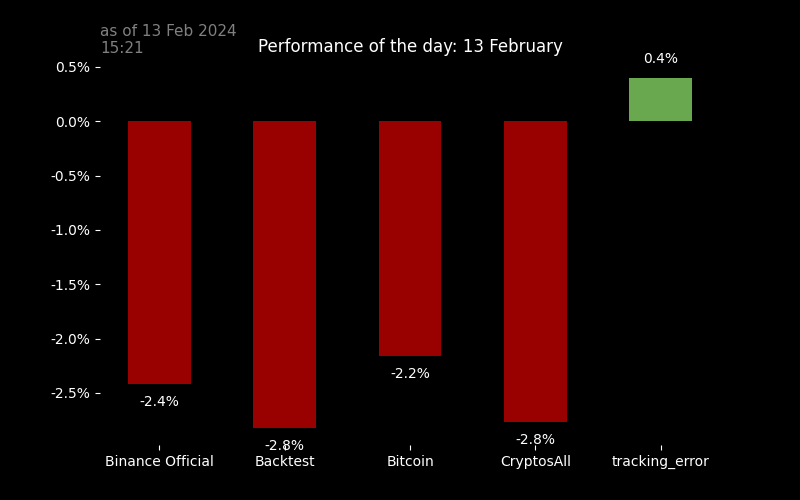 as of 13 Feb 2024
15:21
Performance of the day: 13 February
0.4%
0.5%
0.0%
-0.5%
-1.0%
-1.5%
-2.0%
-2.5%
-2.2%
-2.4%
-2.8%
-2.8%
Binance Official
Backtest
Bitcoin
CryptosAll
tracking_error